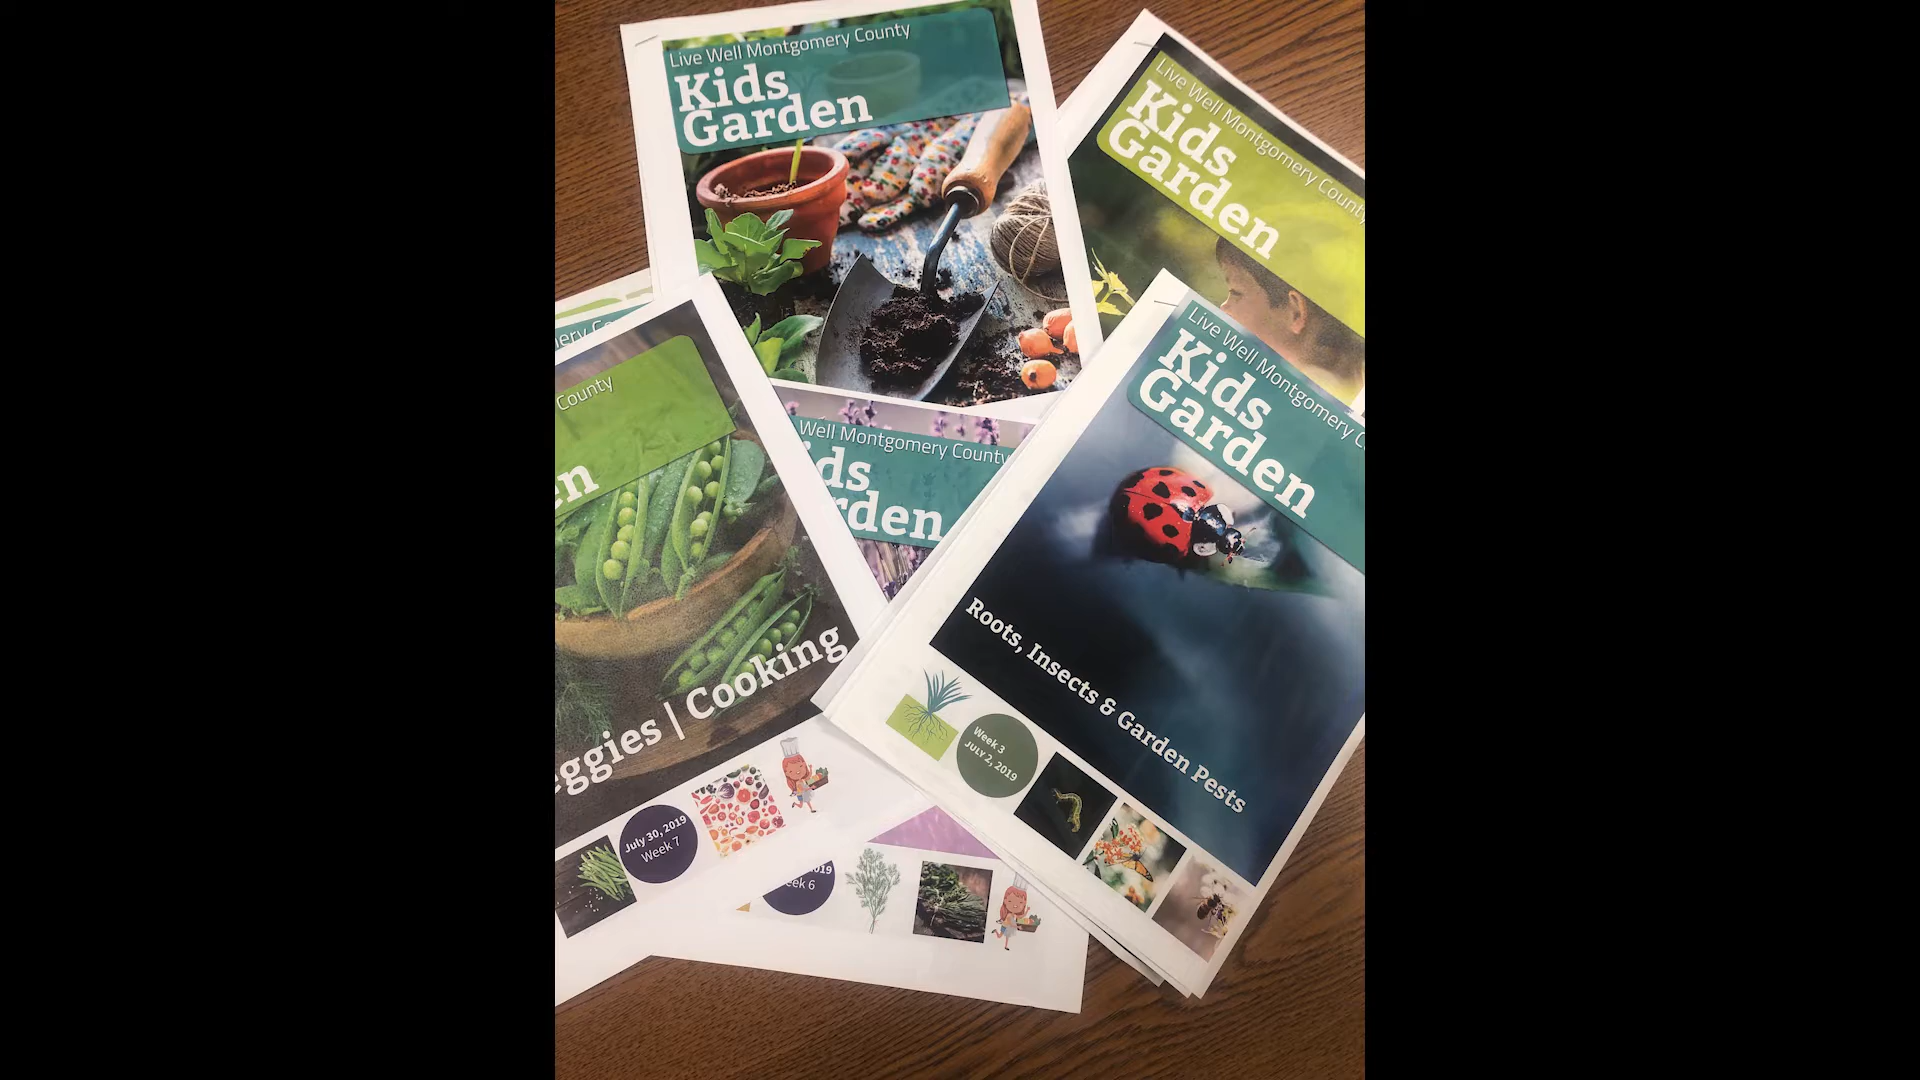 Live Well Montgomery County
Kids
Garden
Live Well Montgomery County
Kids
Garden
County
en
eggies | Cooking
July 30, 2019
Week 7
Well Montgomery County
ds
rden
2019
eek 6
Live Well Montgomery C
Kids
Garden
Roots, Insects & Garden Pests
Week 3
JULY 2, 2019